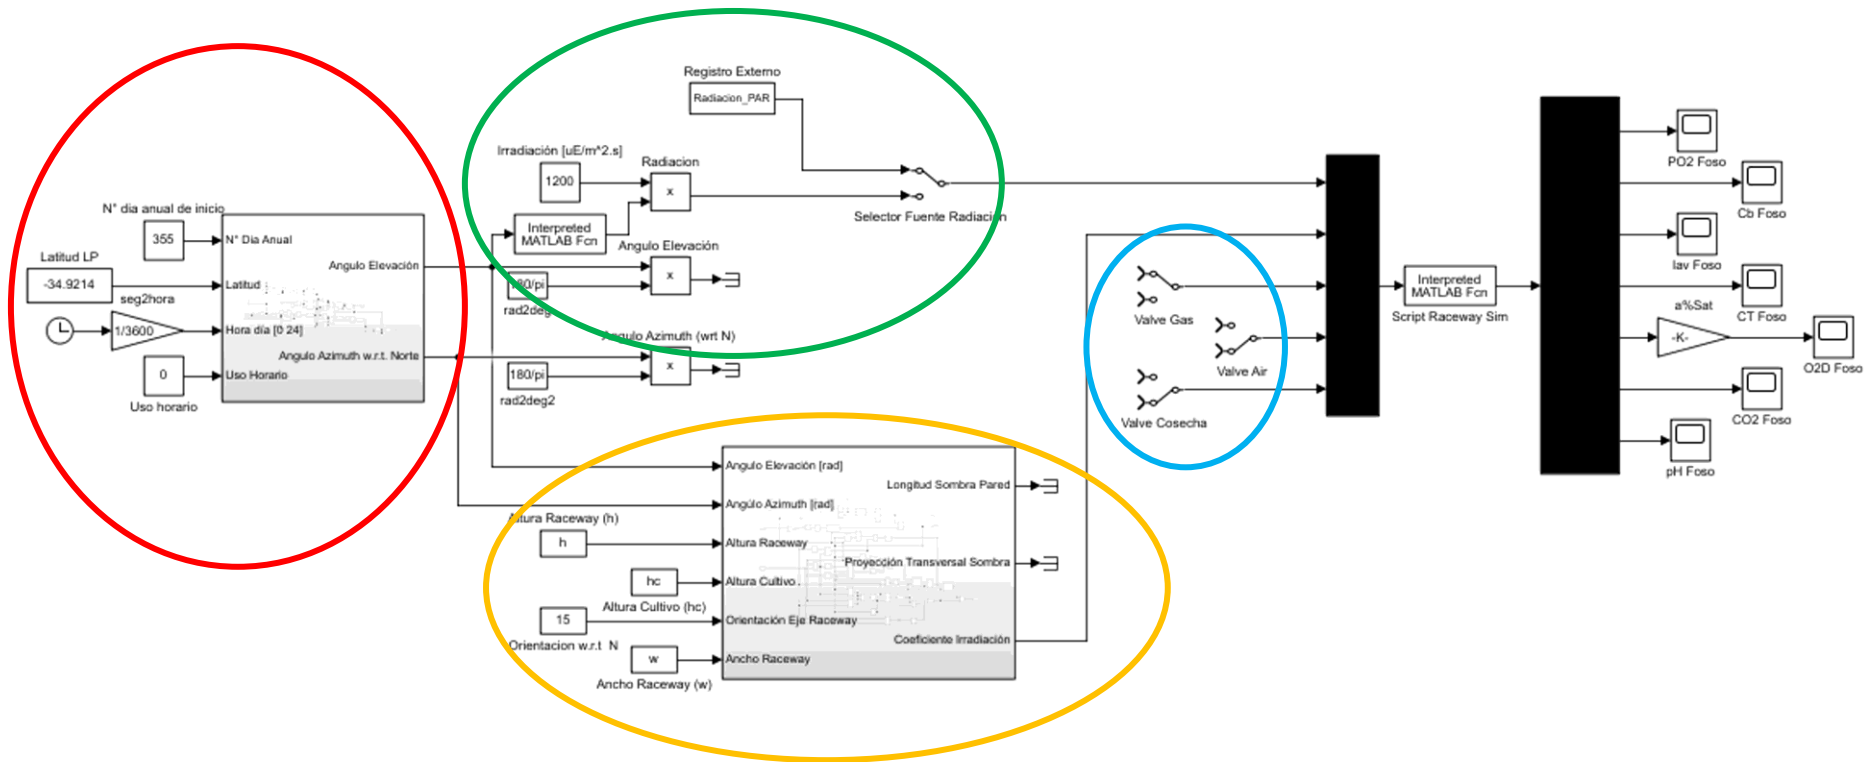 N° dia anual de inicio
355
Latitud LP
-34.9214
seg2hora
1/3600
0
Uso horario
N° Dia Anual
Latitud
Hora día [0 24]
Uso Horario
Angulo Elevación
Angulo Azimuth w.r.t. Norte
Registro Externo
Radiacion_PAR
Irradiación [uE/m^2.s]
1200
Radiacion
x
Interpreted
MATLAB Fcn
Selector Fuente Radiación
Angulo Elevación
180/pi
x
rad2deg
Angulo Azimuth (wrt N)
180/pi
x
rad2deg2
Angulo Elevación [rad]
Angúlo Azimuth [rad]
Altura Raceway (h)
h
Altura Raceway
hc
Altura Cultivo
Altura Cultivo (hc)
15
Orientación Eje Raceway
Orientacion w.r.t N
w
Ancho Raceway
Ancho Raceway (w)
Longitud Sombra Pared
Proyección Transversal Sombra
Coeficiente Irradiación
Valve Gas
Valve Air
Valve Cosecha
Interpreted
MATLAB Fcn
Script Raceway Sim
PO2 Foso
Cb Foso
Iav Foso
CT Foso
a%Sat
-K-
O2D Foso
CO2 Foso
pH Foso